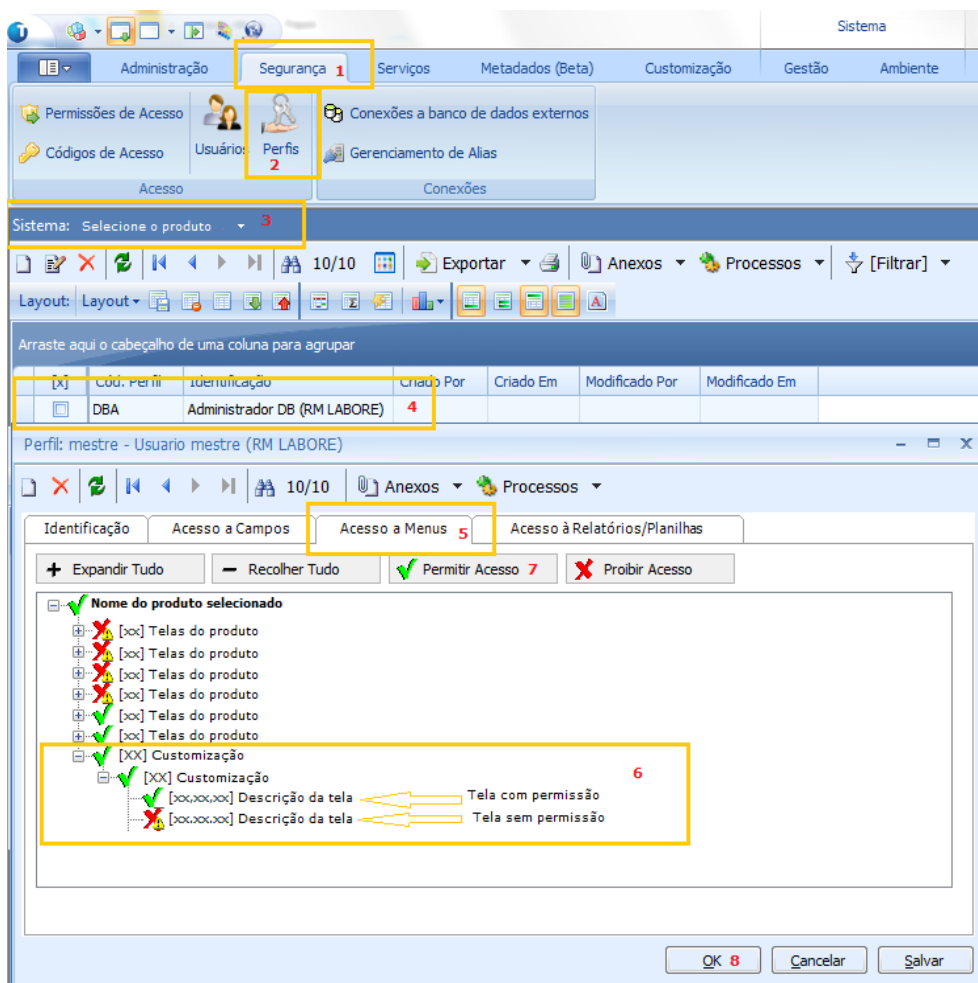 Sistema
Administração Segurança 1 Serviços Metadados (Beta) Customização Gestão Ambiente
Permissões de Acesso Conexões a banco de dados externos
Códigos de Acesso Usuários Perfis Gerenciamento de Alias
2
Acesso Conexões
Sistema: Selecione o produto 3
10/10 Exportar Anexos Processos [Filtrar]
Layout: Layout
Arraste aqui o cabeçalho de uma coluna para agrupar
[x] Cód. Perfil Identificação Criado Por Criado Em Modificado Por Modificado Em
DBA Administrador DB (RM LABORE) 4
Perfil: mestre - Usuario mestre (RM LABORE)
10/10 Anexos Processos
Identificação Acesso a Campos Acesso a Menus 5 Acesso à Relatórios/Planilhas
Expandir Tudo Recolher Tudo Permitir Acesso 7 Proibir Acesso
Nome do produto selecionado
[xx] Telas do produto
[xx] Telas do produto
[xx] Telas do produto
[xx] Telas do produto
[xx] Telas do produto
[xx] Telas do produto
[XX] Customização
[XX] Customização 6
[xx,xx,xx] Descrição da tela Tela com permissão
[xx.xx.xx] Descrição da tela Tela sem permissão
OK 8 Cancelar Salvar